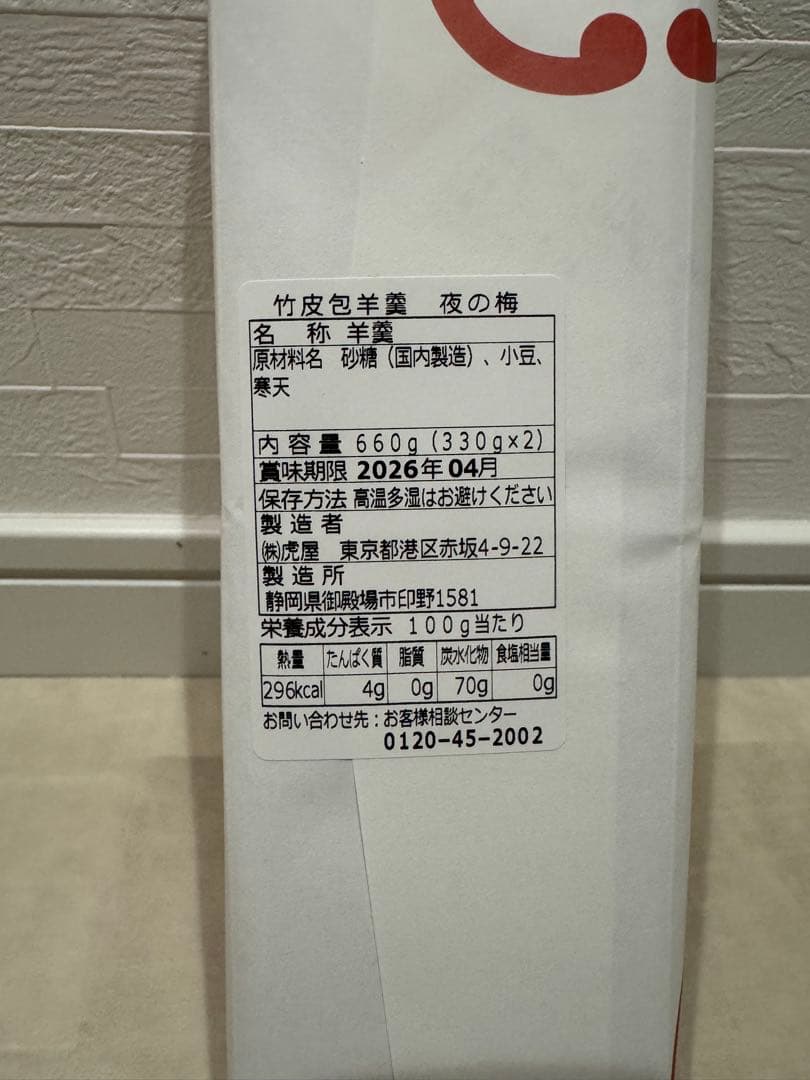 竹皮包羊羹 夜の梅
名 称 羊羹
原材料名 砂糖（国内製造）、小豆、
寒天
内容量 660g（330g×2）
賞味期限 2026年04月
保存方法 高温多湿はお避けください
製造者
㈱虎屋 東京都港区赤坂4-9-22
製造所
静岡県御殿場市印野1581
栄養成分表示 100g当たり
熱量 たんぱく質 脂質 炭水化物 食塩相当量
296kcal 4g 0g 70g 0g
お問い合わせ先：お客様相談センター
0120-45-2002